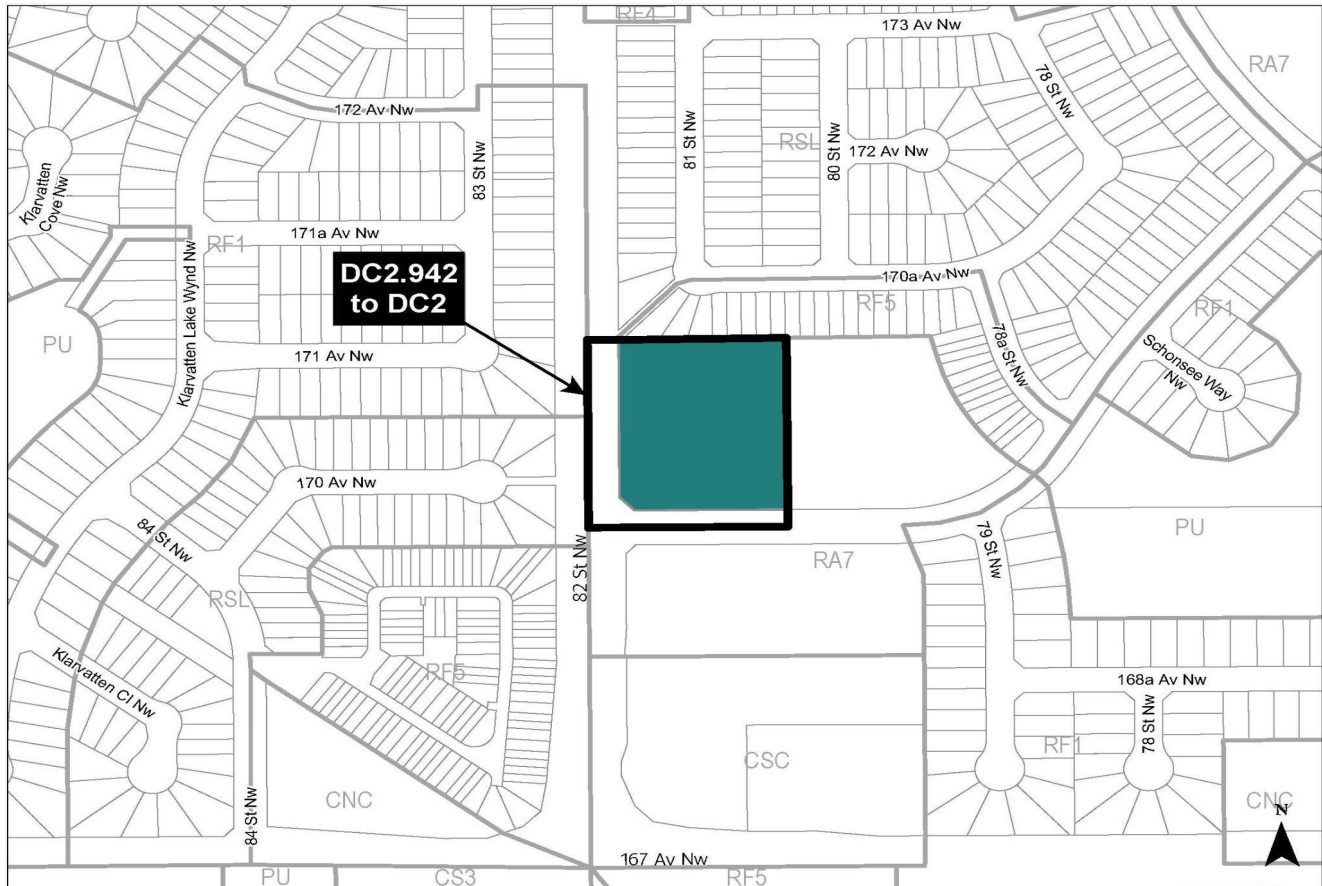 RF4
173 Av Nw
RA7
172 Av Nw
83 St Nw
81 St Nw
RSL
80 St Nw
172 Av Nw
78 St Nw
Klarvatten
Cove Nw
RF1
171a Av Nw
DC2.942
to DC2
170a Av Nw
RF5
RF1
PU
Klarvatten Lake Wynd Nw
171 Av Nw
78a St Nw
Schonsee Way
Nw
170 Av Nw
84 St Nw
82 St Nw
RA7
79 St Nw
PU
RSL
RF5
Klarvatten Cl Nw
168a Av Nw
78 St Nw
RF1
CSC
CNC
CNC
84 St Nw
N
167 Av Nw
PU
CS3
RF5